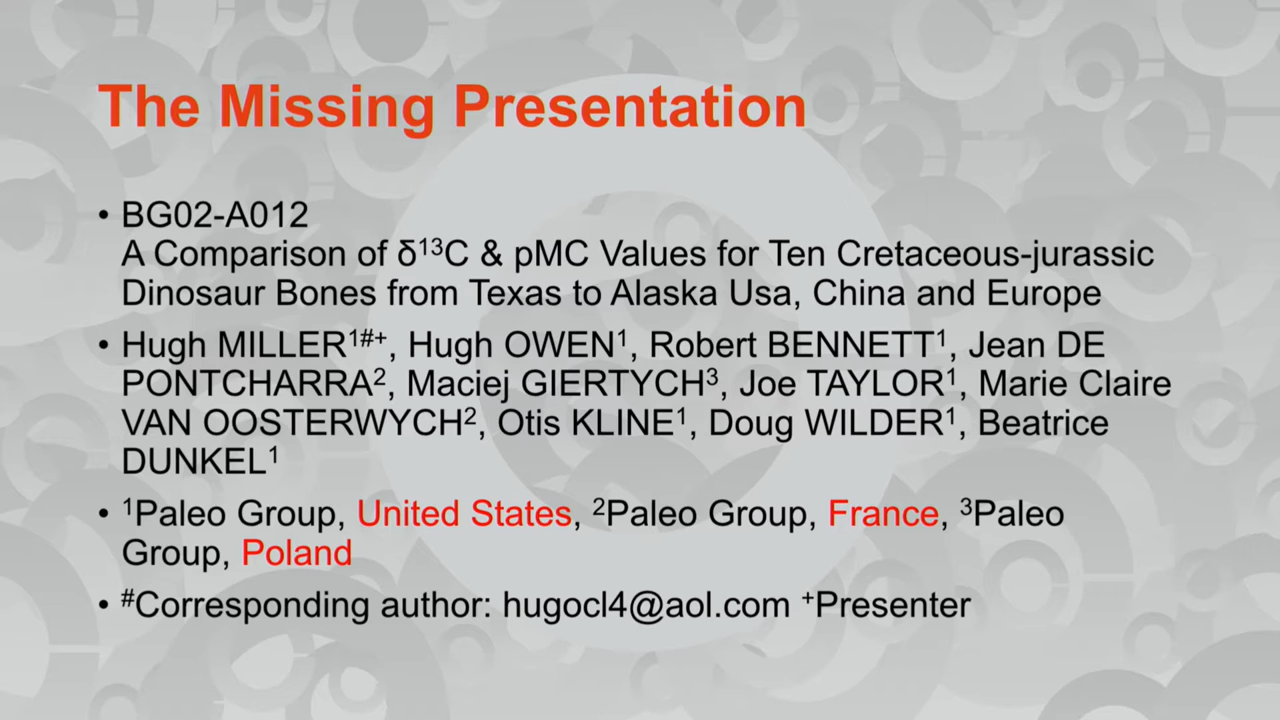 The Missing Presentation
• BG02-A012
A Comparison of δ¹³C & pMC Values for Ten Cretaceous-jurassic
Dinosaur Bones from Texas to Alaska Usa, China and Europe
• Hugh MILLER¹#⁺, Hugh OWEN¹, Robert BENNETT¹, Jean DE
PONTCHARRA², Maciej GIERTYCH³, Joe TAYLOR¹, Marie Claire
VAN OOSTERWYCH², Otis KLINE¹, Doug WILDER¹, Beatrice
DUNKEL¹
• ¹Paleo Group, United States, ²Paleo Group, France, ³Paleo
Group, Poland
• #Corresponding author: hugocl4@aol.com ⁺Presenter